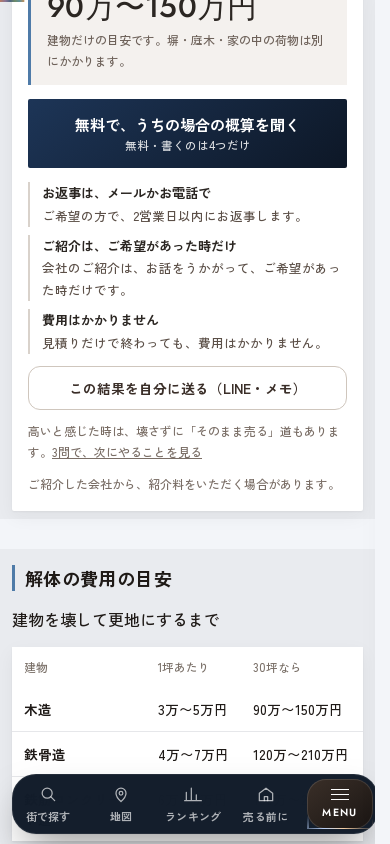 90万〜150万円
建物だけの目安です。塀・庭木・家の中の荷物は別
にかかります。
無料で、うちの場合の概算を聞く
無料・書くのは4つだけ
お返事は、メールかお電話で
ご希望の方で、2営業日以内にお返事します。
ご紹介は、ご希望があった時だけ
会社のご紹介は、お話をうかがって、ご希望があっ
た時だけです。
費用はかかりません
見積りだけで終わっても、費用はかかりません。
この結果を自分に送る（LINE・メモ）
高いと感じた時は、壊さずに「そのまま売る」道もありま
す。3問で、次にやることを見る
ご紹介した会社から、紹介料をいただく場合があります。
解体の費用の目安
建物を壊して更地にするまで
建物 1坪あたり 30坪なら
木造 3万〜5万円 90万〜150万円
鉄骨造 4万〜7万円 120万〜210万円
街で探す 地図 ランキング 売る前に MENU